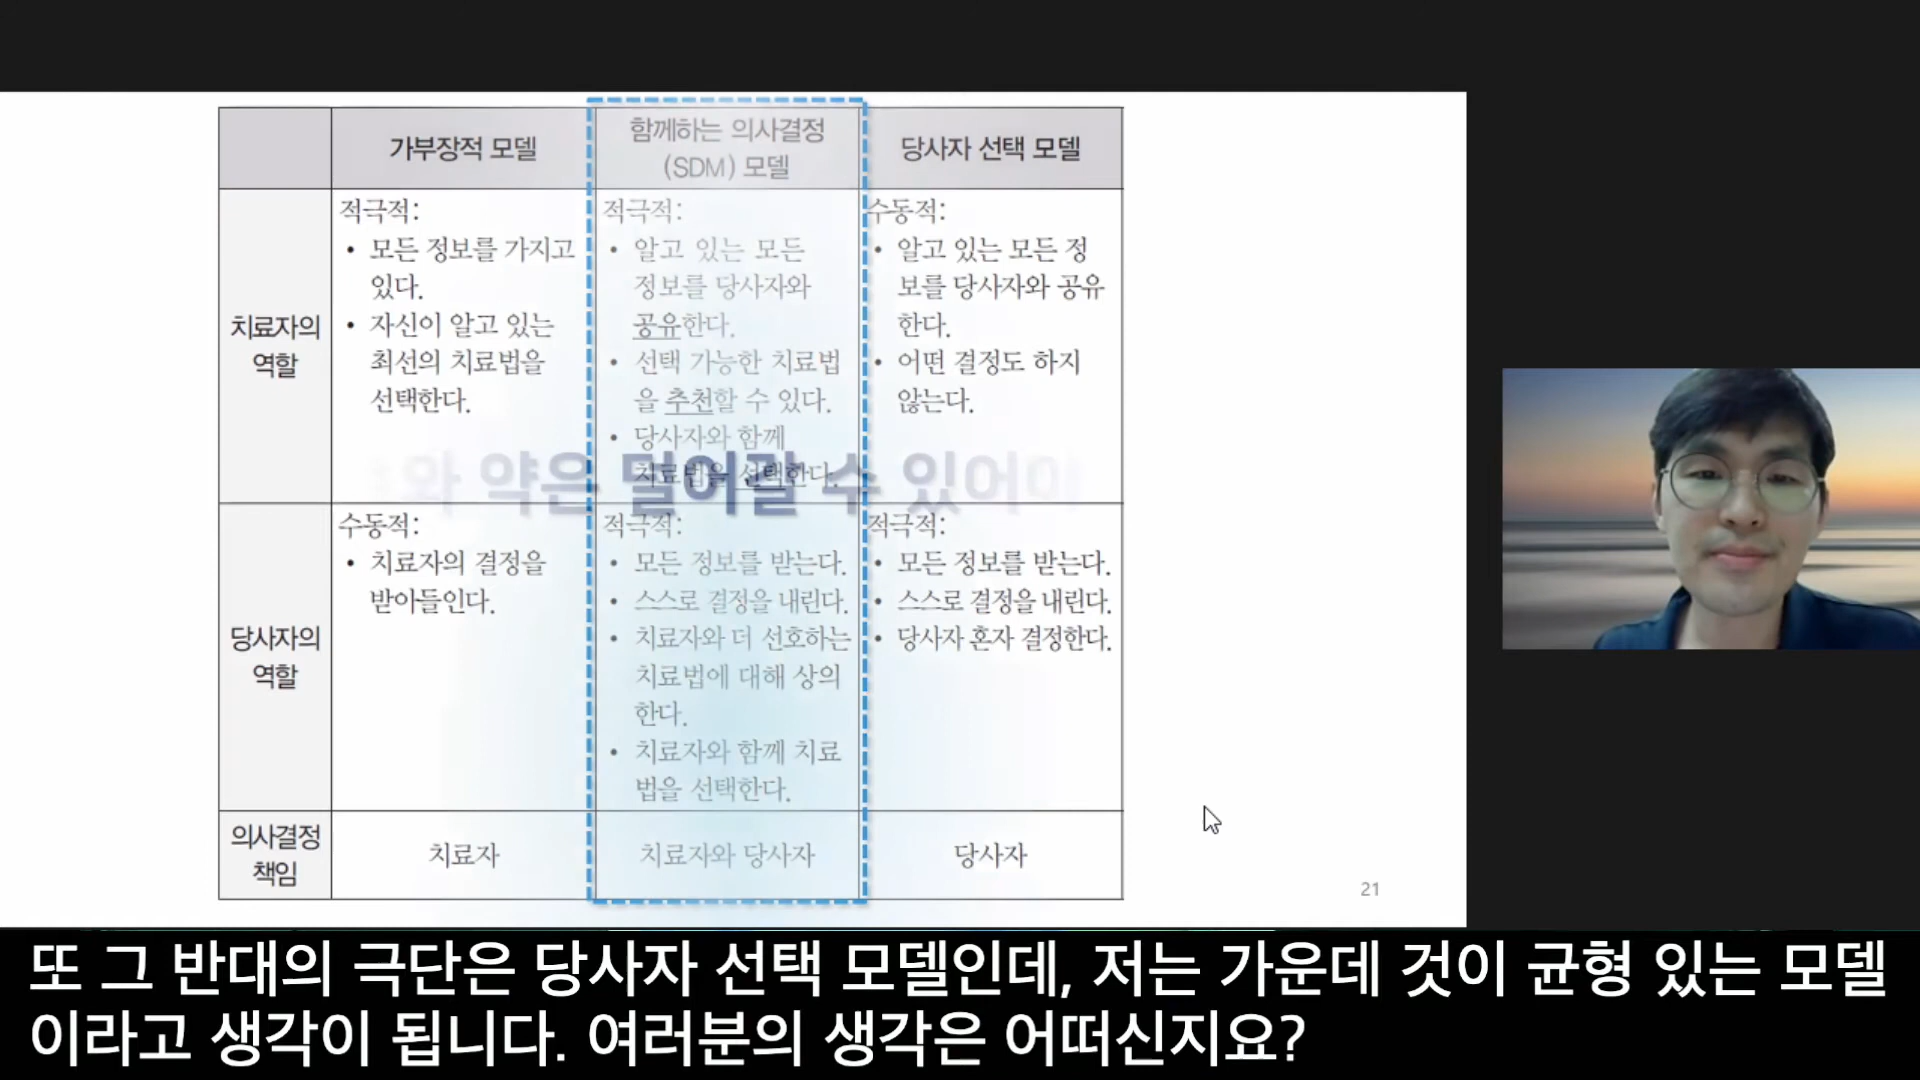 가부장적 모델
함께하는 의사결정
(SDM) 모델
당사자 선택 모델
치료자의
역할
적극적:
• 모든 정보를 가지고
있다.
• 자신이 알고 있는
최선의 치료법을
선택한다.
적극적:
• 알고 있는 모든
정보를 당사자와
공유한다.
• 선택 가능한 치료법
을 추천할 수 있다.
• 당사자와 함께
치료법을 선택한다.
수동적:
• 알고 있는 모든 정
보를 당사자와 공유
한다.
• 어떤 결정도 하지
않는다.
와 약은 멀어갈 수 있어
당사자의
역할
수동적:
• 치료자의 결정을
받아들인다.
적극적:
• 모든 정보를 받는다.
• 스스로 결정을 내린다.
• 치료자와 더 선호하는
치료법에 대해 상의
한다.
• 치료자와 함께 치료
법을 선택한다.
적극적:
• 모든 정보를 받는다.
• 스스로 결정을 내린다.
• 당사자 혼자 결정한다.
의사결정
책임
치료자
치료자와 당사자
당사자
21
또 그 반대의 극단은 당사자 선택 모델인데, 저는 가운데 것이 균형 있는 모델
이라고 생각이 됩니다. 여러분의 생각은 어떠신지요?